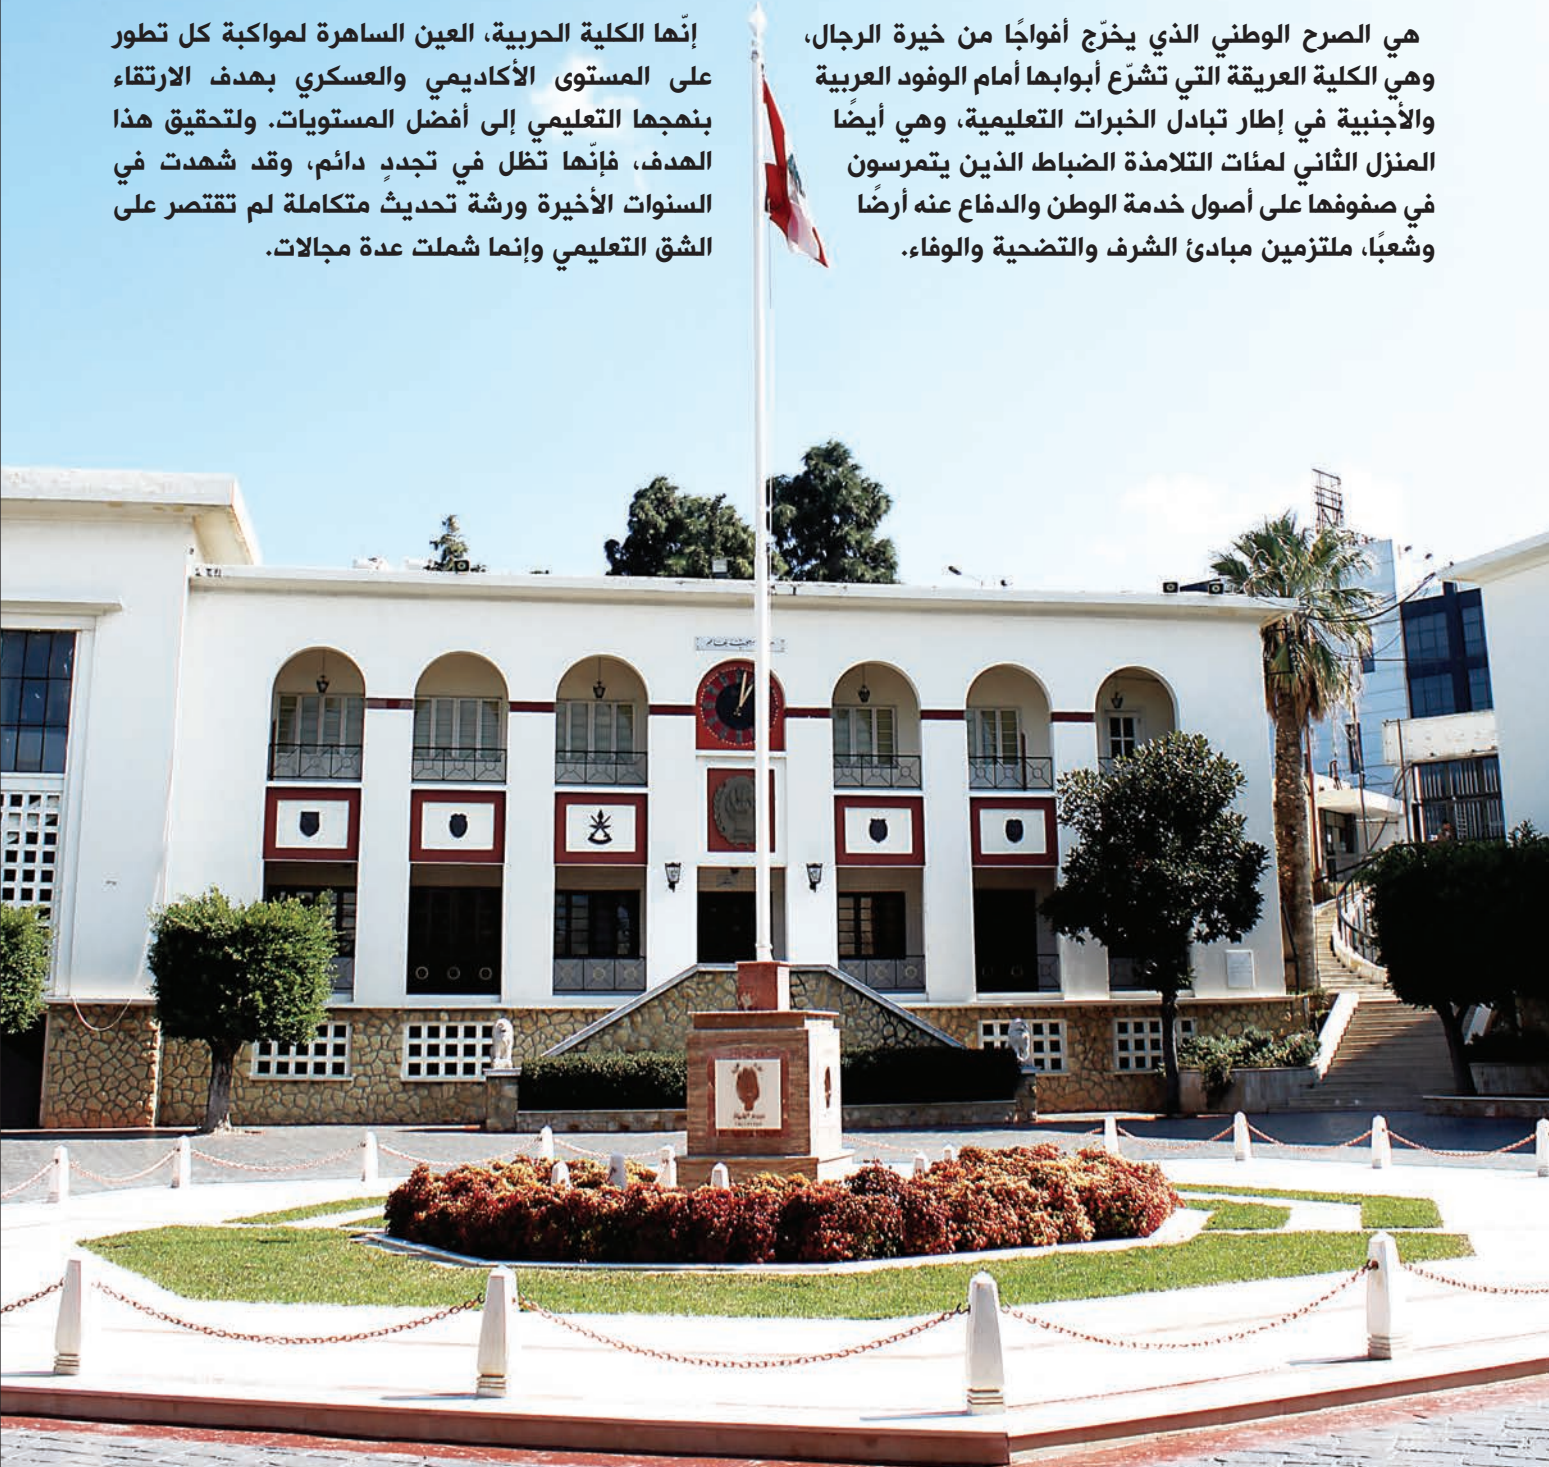 هي الصرح الوطني الذي يخرّج أفواجًا من خيرة الرجال،
وهي الكلية العريقة التي تشرّع أبوابها أمام الوفود العربية
والأجنبية في إطار تبادل الخبرات التعليمية، وهي أيضًا
المنزل الثاني لمئات التلامذة الضباط الذين يتمرسون
في صفوفها على أصول خدمة الوطن والدفاع عنه أرضًا
وشعبًا، ملتزمين مبادئ الشرف والتضحية والوفاء.
إنّها الكلية الحربية، العين الساهرة لمواكبة كل تطور
على المستوى الأكاديمي والعسكري بهدف الارتقاء
بنهجها التعليمي إلى أفضل المستويات. ولتحقيق هذا
الهدف، فإنّها تظل في تجددٍ دائم، وقد شهدت في
السنوات الأخيرة ورشة تحديث متكاملة لم تقتصر على
الشق التعليمي وإنما شملت عدة مجالات.